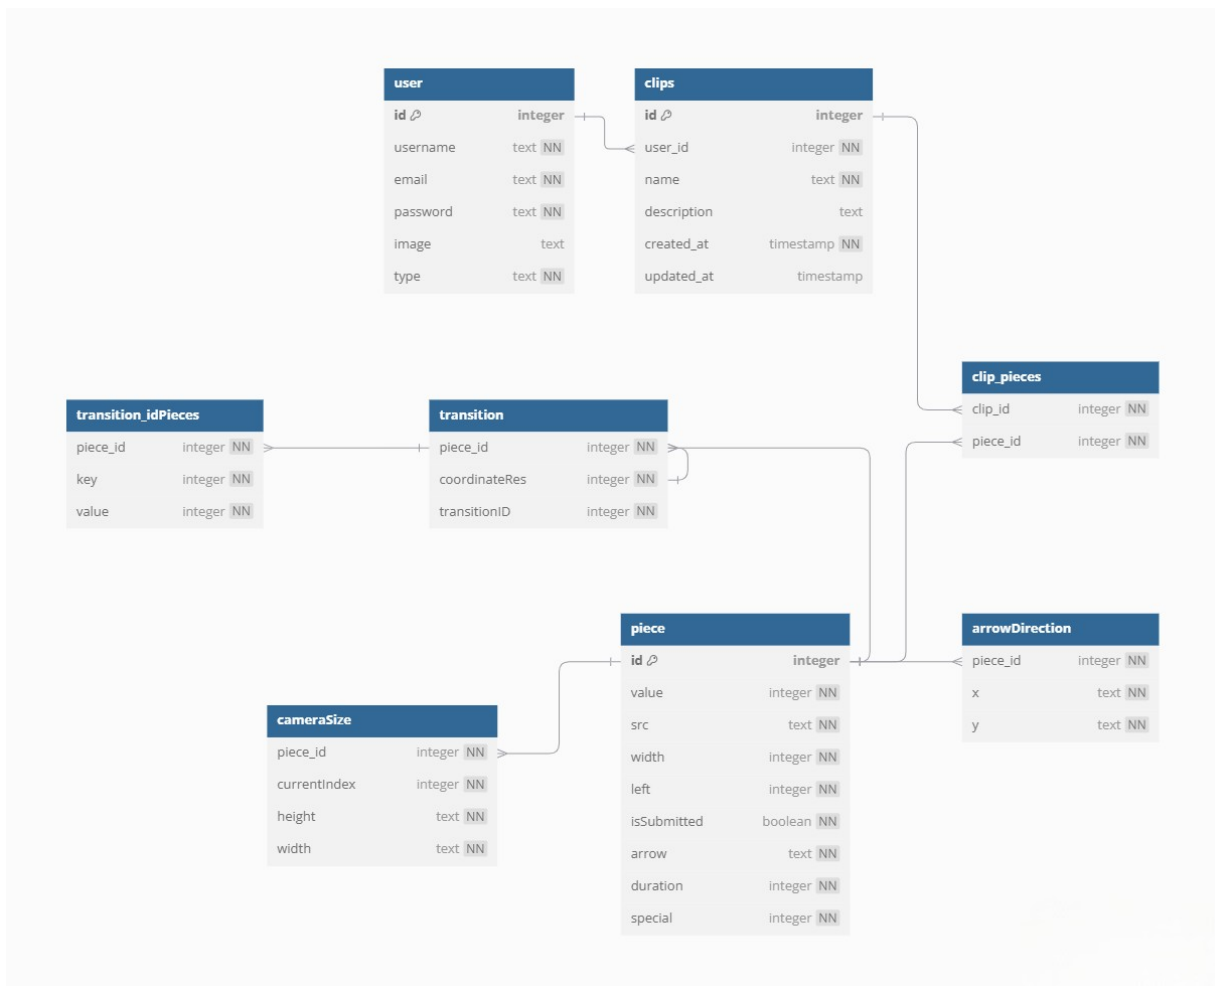 user
id integer
username text NN
email text NN
password text NN
image text
type text NN
clips
id integer
user_id integer NN
name text NN
description text
created_at timestamp NN
updated_at timestamp
clip_pieces
clip_id integer NN
piece_id integer NN
transition_idPieces
piece_id integer NN
key integer NN
value integer NN
transition
piece_id integer NN
coordinateRes integer NN
transitionID integer NN
piece
id integer
value integer NN
src text NN
width integer NN
left integer NN
isSubmitted boolean NN
arrow text NN
duration integer NN
special integer NN
arrowDirection
piece_id integer NN
x text NN
y text NN
cameraSize
piece_id integer NN
currentIndex integer NN
height text NN
width text NN